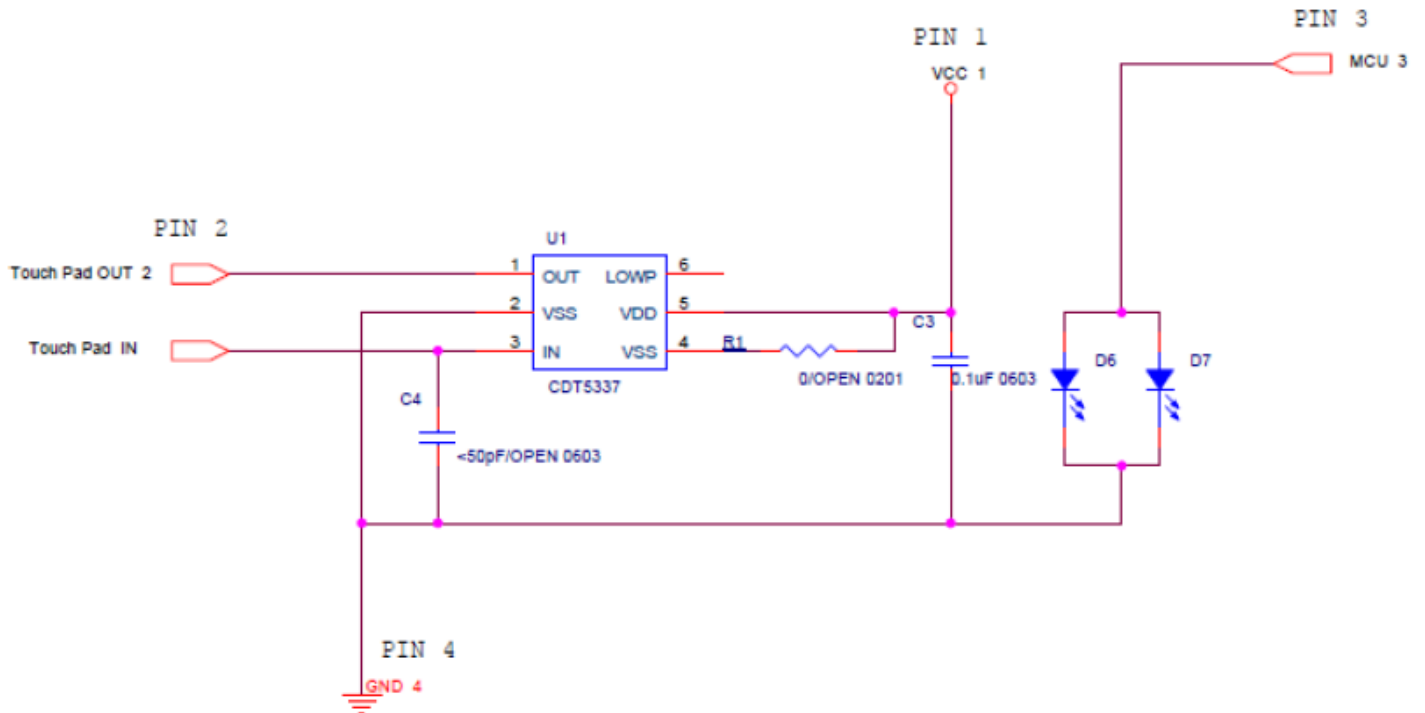 PIN 3
MCU 3
PIN 1
VCC 1
PIN 2
Touch Pad OUT 2
Touch Pad IN
U1
1 OUT LOWP 6
2 VSS VDD 5
3 IN VSS 4
CDT5337
R1
0/OPEN 0201
C3
0.1uF 0603
D6
D7
C4
<50pF/OPEN 0603
PIN 4
GND 4